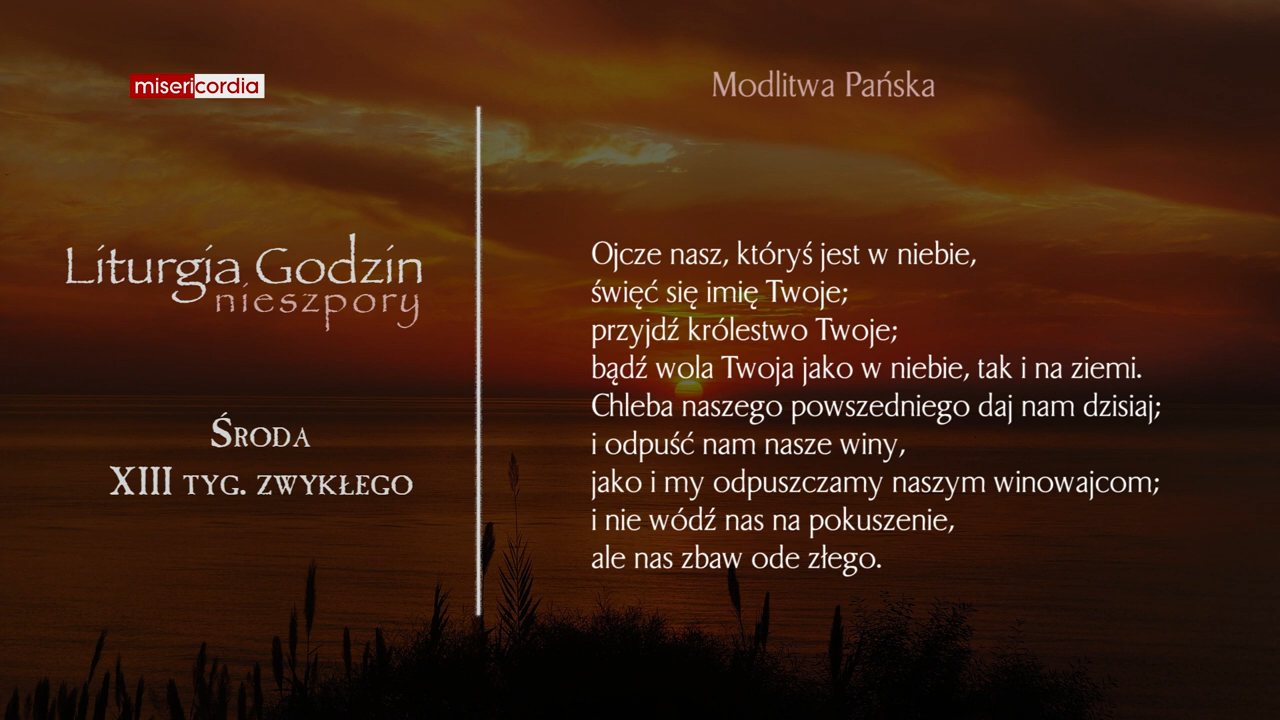 misericordia
Liturgia Godzin
nieszpory
Środa
XIII tyg. zwykłego
Modlitwa Pańska
Ojcze nasz, któryś jest w niebie,
święć się imię Twoje;
przyjdź królestwo Twoje;
bądź wola Twoja jako w niebie, tak i na ziemi.
Chleba naszego powszedniego daj nam dzisiaj;
i odpuść nam nasze winy,
jako i my odpuszczamy naszym winowajcom;
i nie wódź nas na pokuszenie,
ale nas zbaw ode złego.